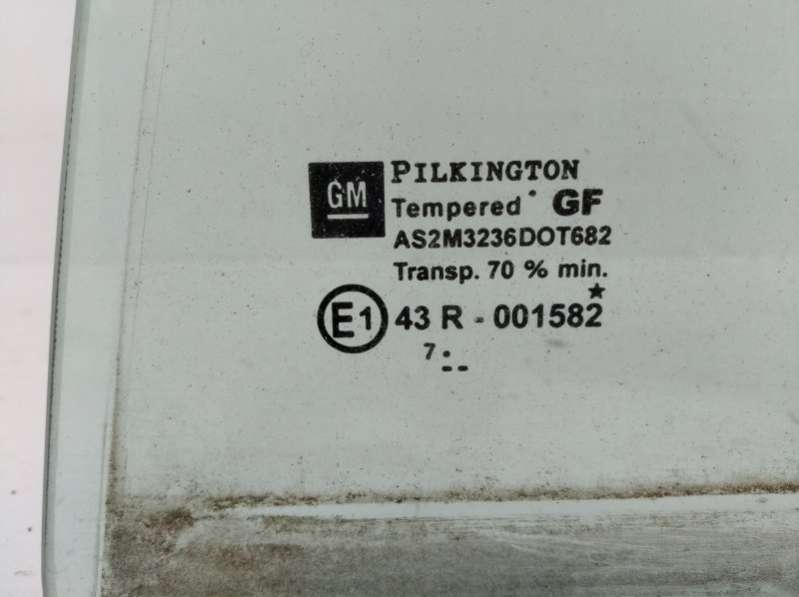 GM
PILKINGTON
Tempered GF
AS2M3236DOT682
Transp. 70 % min.
E1 43 R - 001582
7